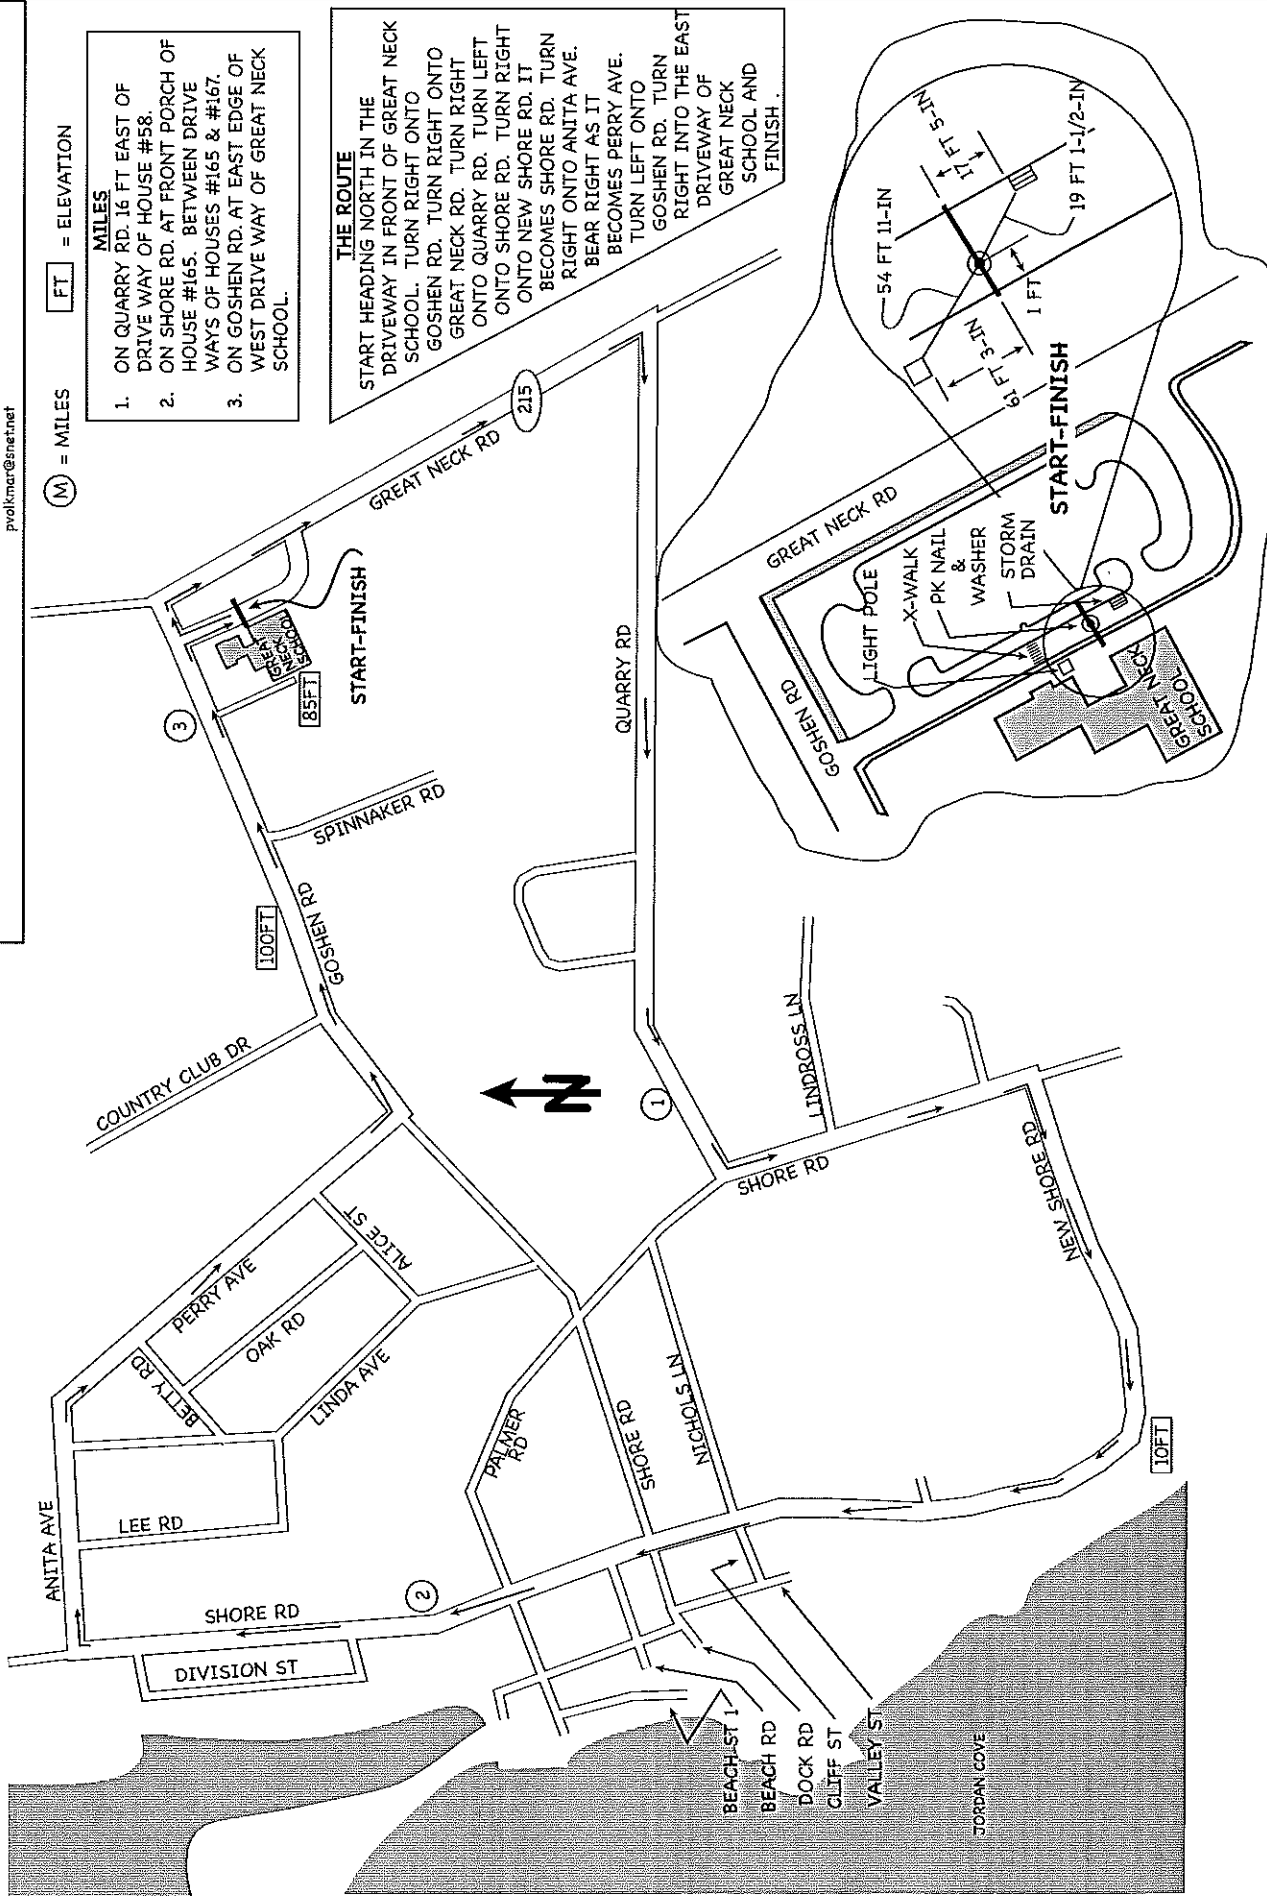 pvolkmar@snet.net
M = MILES
FT = ELEVATION
MILES
1. ON QUARRY RD. 16 FT EAST OF
DRIVE WAY OF HOUSE #58.
2. ON SHORE RD. AT FRONT PORCH OF
HOUSE #165. BETWEEN DRIVE
WAYS OF HOUSES #165 & #167.
3. ON GOSHEN RD. AT EAST EDGE OF
WEST DRIVE WAY OF GREAT NECK
SCHOOL.
THE ROUTE
START HEADING NORTH IN THE
DRIVEWAY IN FRONT OF GREAT NECK
SCHOOL. TURN RIGHT ONTO
GOSHEN RD. TURN RIGHT ONTO
GREAT NECK RD. TURN RIGHT
ONTO QUARRY RD. TURN LEFT
ONTO SHORE RD. TURN RIGHT
ONTO NEW SHORE RD. IT
BECOMES SHORE RD. TURN
RIGHT ONTO ANITA AVE.
BEAR RIGHT AS IT
BECOMES PERRY AVE.
TURN LEFT ONTO
GOSHEN RD. TURN
RIGHT INTO THE EAST
DRIVEWAY OF
GREAT NECK
SCHOOL AND
FINISH.
ANITA AVE
LEE RD
SHORE RD
DIVISION ST
PERRY AVE
BETTY RD
OAK RD
LINDA AVE
ALICE ST
COUNTRY CLUB DR
100FT
GOSHEN RD
SPINNAKER RD
3
GREAT
NECK
SCHOOL
85FT
START-FINISH
GREAT NECK RD
215
QUARRY RD
N
1
2
PALMER
RD
SHORE RD
NICHOLS LN
SHORE RD
LINDROSS LN
NEW SHORE RD
10FT
BEACH ST 1
BEACH RD
DOCK RD
CLIFF ST
VALLEY ST
JORDAN COVE
GREAT NECK RD
GOSHEN RD
LIGHT POLE
X-WALK
PK NAIL
&
WASHER
STORM
DRAIN
GREAT NECK
SCHOOL
START-FINISH
54 FT 11-IN
17 FT 5-IN
61 FT 3-IN
1 FT
19 FT 1-1/2-IN